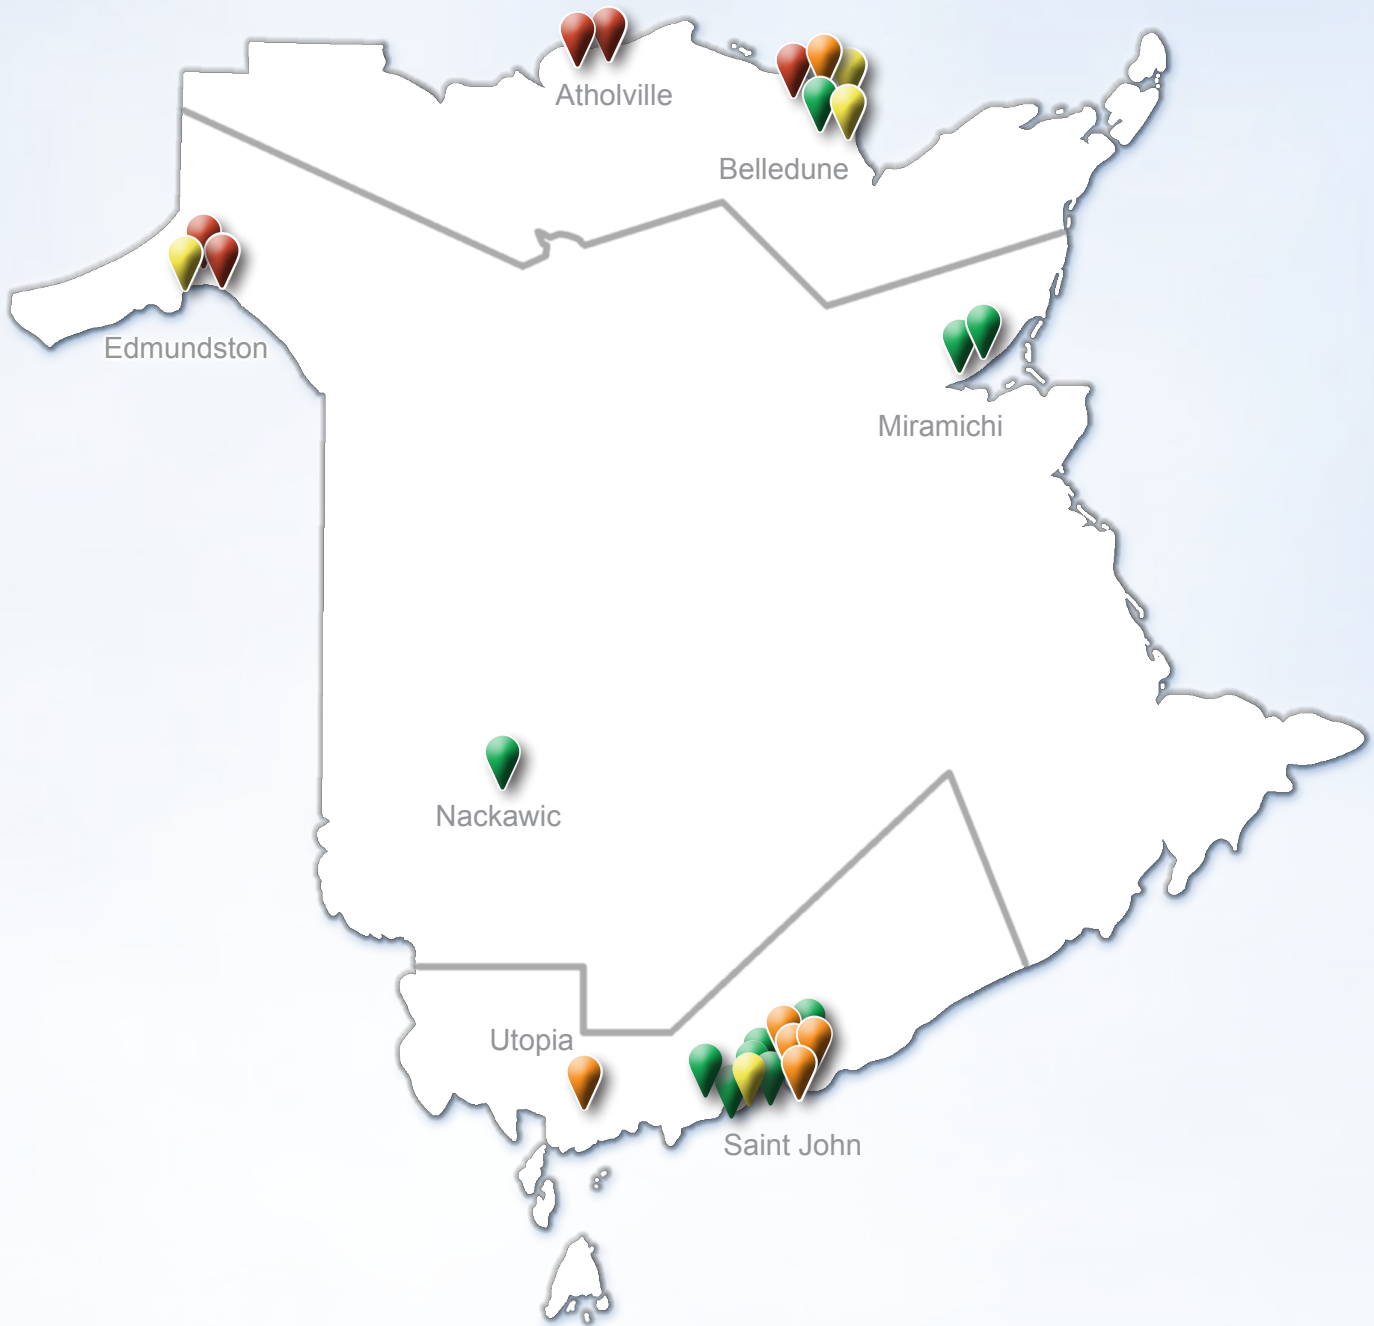 Atholville
Belledune
Edmundston
Miramichi
Nackawic
Utopia
Saint John